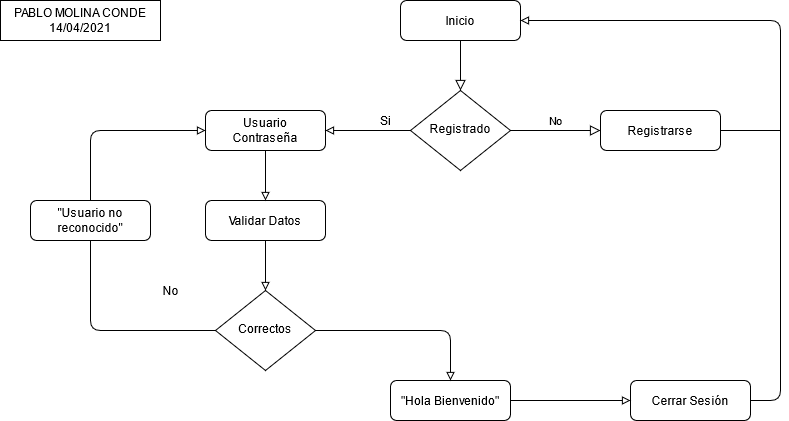 PABLO MOLINA CONDE
14/04/2021
Inicio
Usuario
Contraseña
Si
Registrado
No
Registrarse
"Usuario no
reconocido"
Validar Datos
No
Correctos
"Hola Bienvenido"
Cerrar Sesión